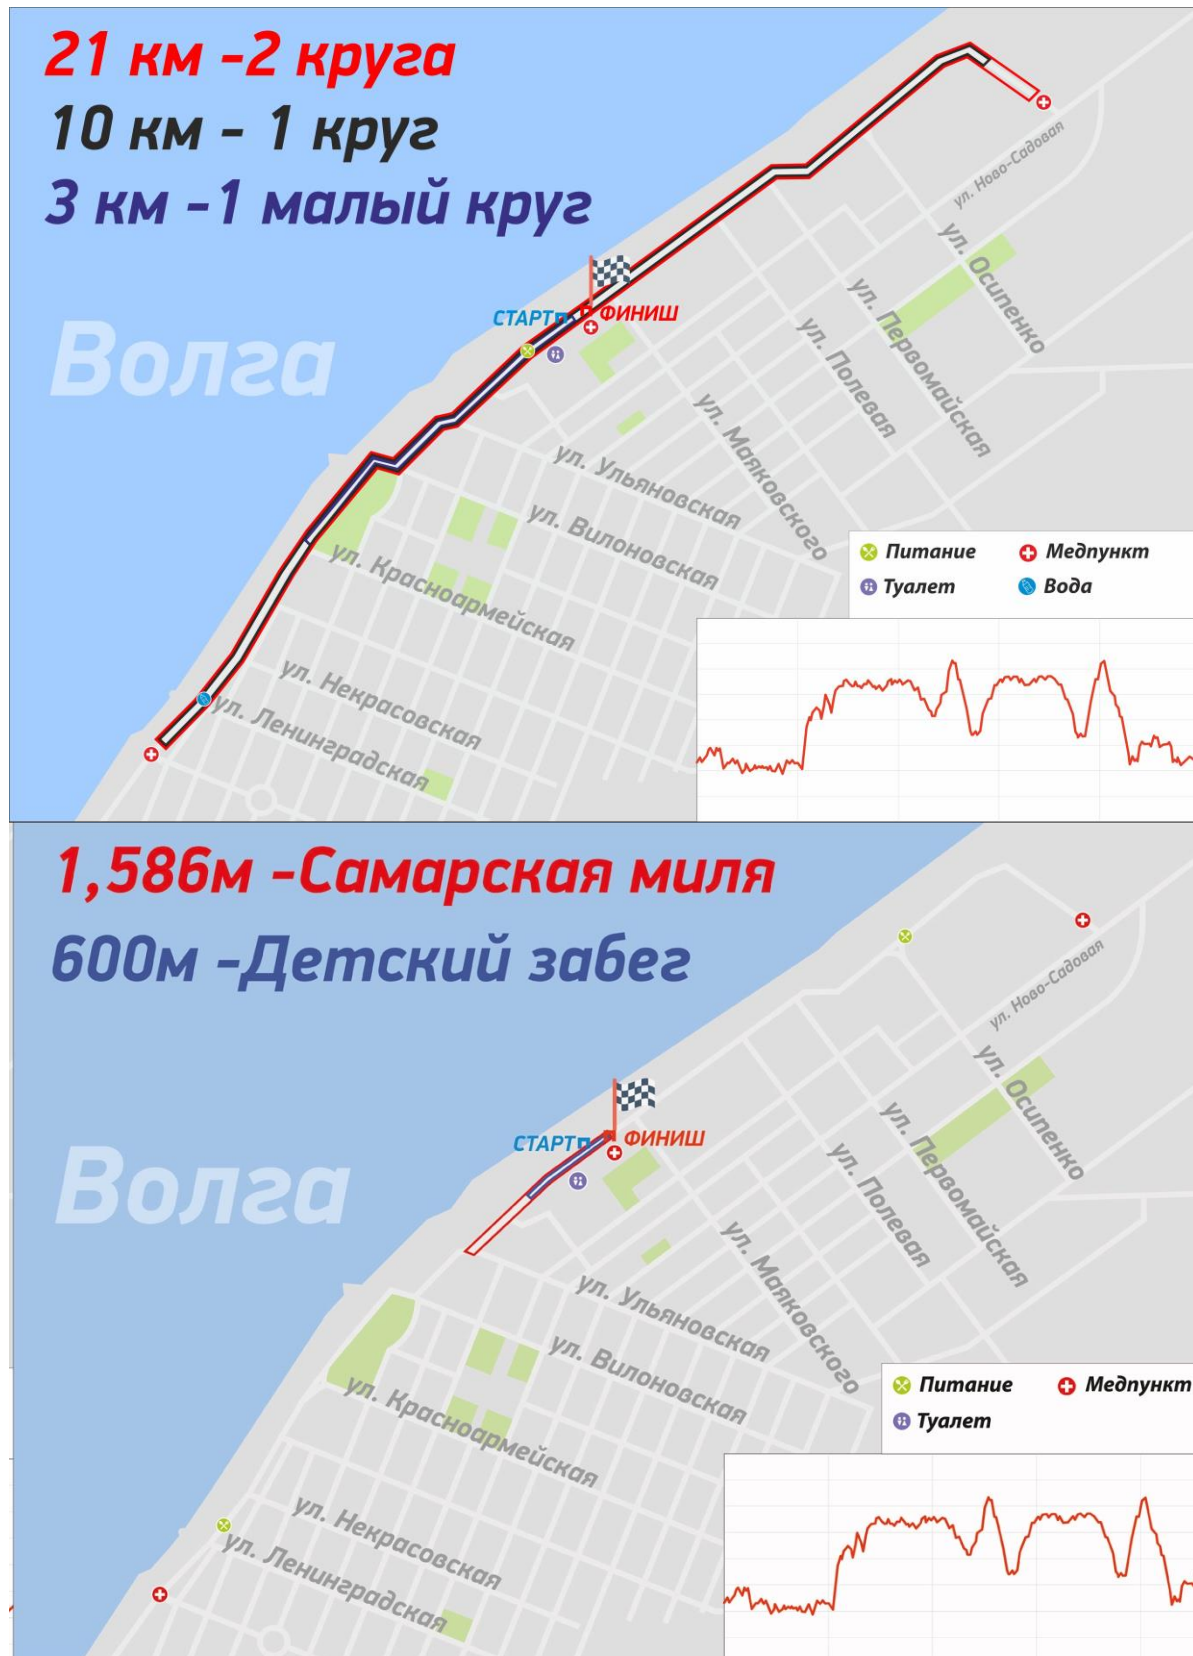 21 км -2 круга
10 км - 1 круг
3 км -1 малый круг
ул. Ново-Садовая
ул. Осипенко
ул. Первомайская
СТАРТ
ФИНИШ
Волга
ул. Полевая
ул. Маяковского
ул. Ульяновская
ул. Вилоновская
ул. Красноармейская
Питание
Медпункт
Туалет
Вода
ул. Некрасовская
ул. Ленинградская
1,586м -Самарская миля
600м -Детский забег
ул. Ново-Садовая
ул. Осипенко
ул. Первомайская
СТАРТ
ФИНИШ
Волга
ул. Полевая
ул. Маяковского
ул. Ульяновская
ул. Вилоновская
ул. Красноармейская
Питание
Медпункт
Туалет
ул. Некрасовская
ул. Ленинградская